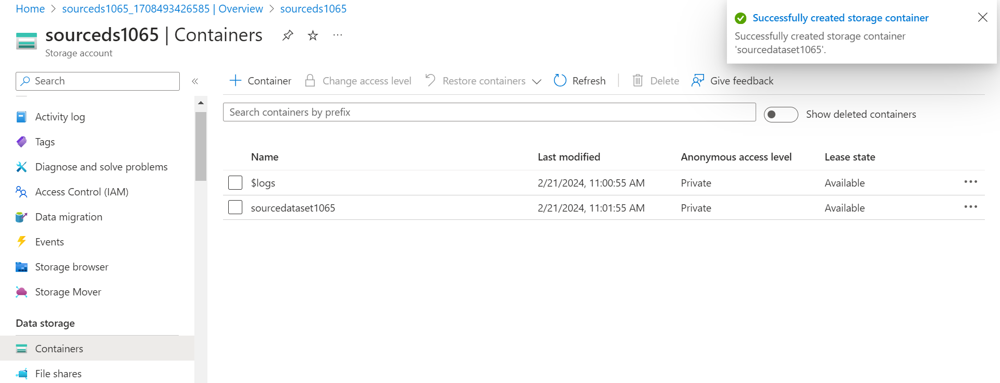 Home > sourceds1065_1708493426585 | Overview > sourceds1065
sourceds1065 | Containers
Storage account
Successfully created storage container
Successfully created storage container
'sourcedataset1065'.
Search
Container Change access level Restore containers Refresh Delete Give feedback
Search containers by prefix
Show deleted containers
Activity log
Tags
Diagnose and solve problems
Access Control (IAM)
Data migration
Events
Storage browser
Storage Mover
Data storage
Containers
File shares
Name Last modified Anonymous access level Lease state
$logs 2/21/2024, 11:00:55 AM Private Available
sourcedataset1065 2/21/2024, 11:01:55 AM Private Available